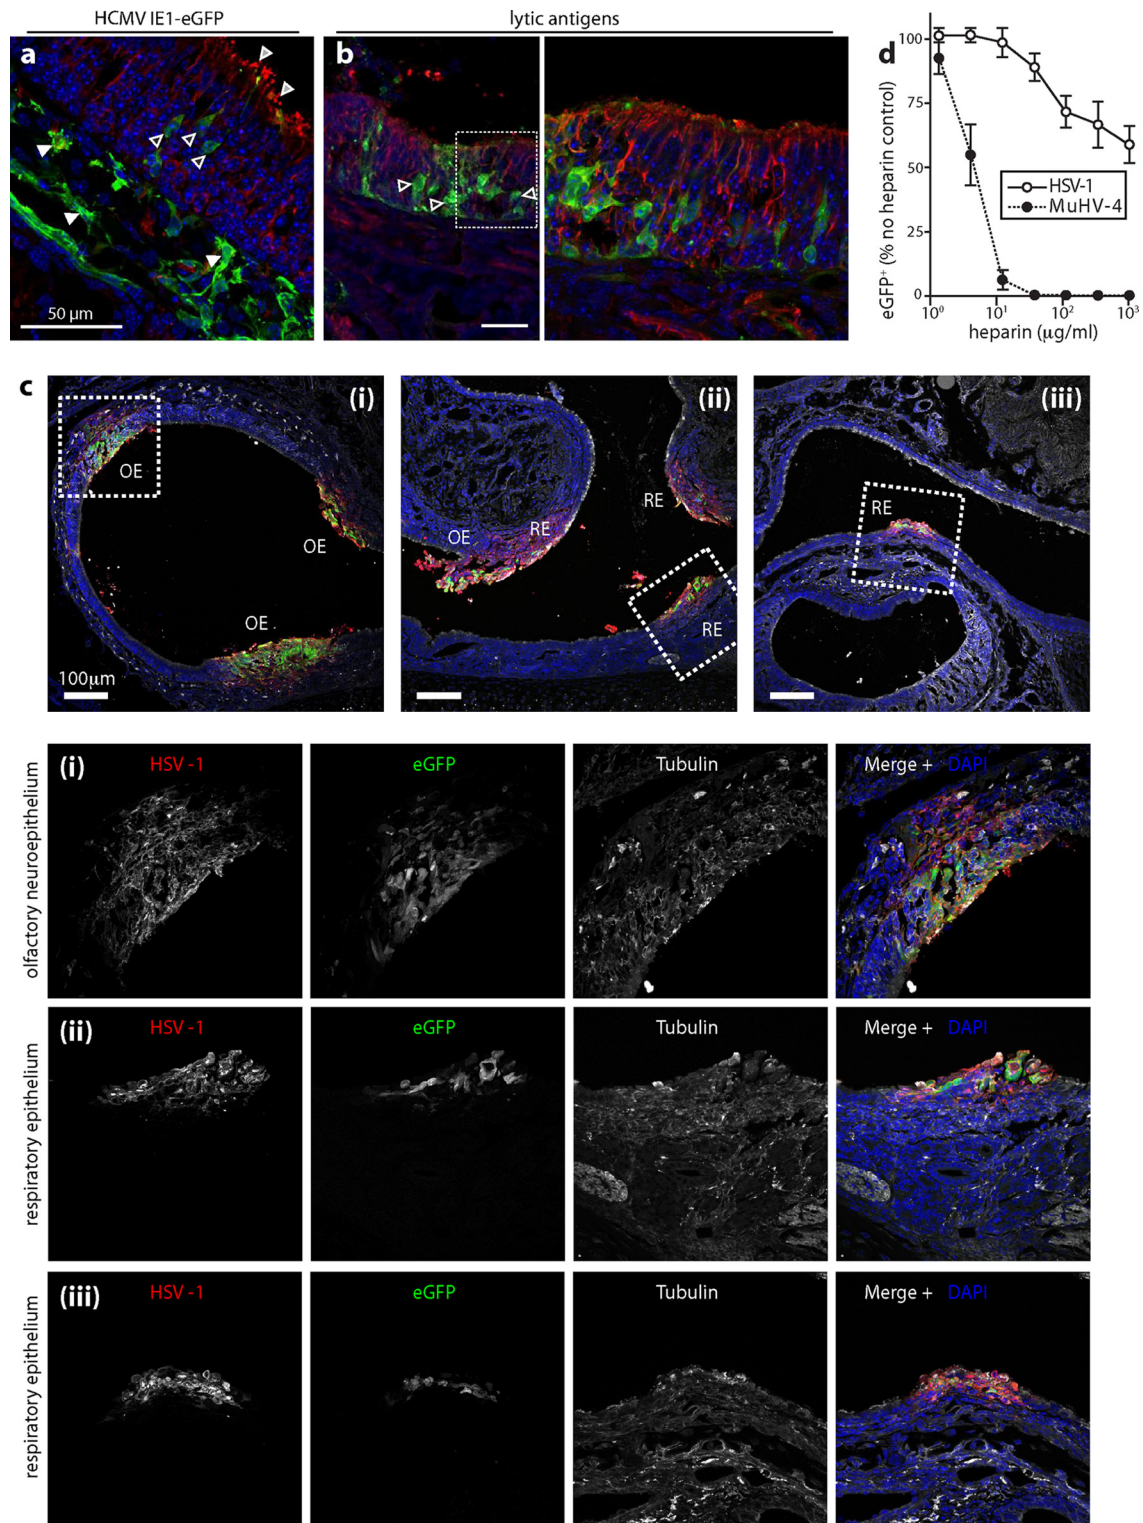 HCMV IE1-eGFP
lytic antigens
a
50 µm
b
d
100
75
50
25
0
eGFP⁺ (% no heparin control)
HSV-1
MuHV-4
10⁰ 10¹ 10² 10³
heparin (µg/ml)
c
(i)
OE
OE
OE
100µm
(ii)
RE
OE
RE
RE
(iii)
RE
olfactory neuroepithelium
(i)
HSV -1
eGFP
Tubulin
Merge + DAPI
respiratory epithelium
(ii)
HSV -1
eGFP
Tubulin
Merge + DAPI
respiratory epithelium
(iii)
HSV -1
eGFP
Tubulin
Merge + DAPI